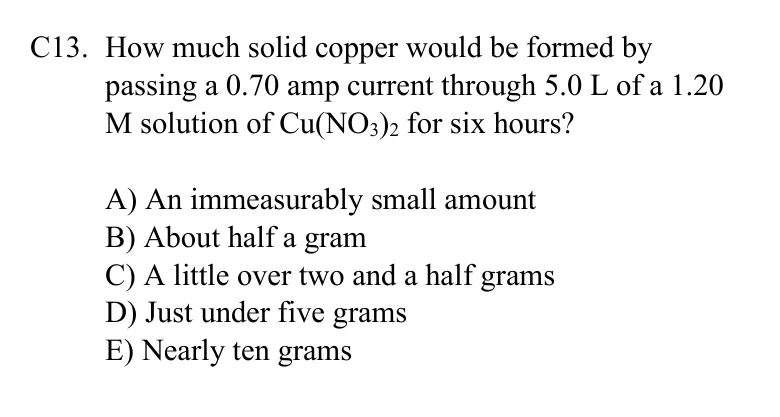 C13. How much solid copper would be formed by
passing a 0.70 amp current through 5.0 L of a 1.20
M solution of Cu(NO₃)₂ for six hours?
A) An immeasurably small amount
B) About half a gram
C) A little over two and a half grams
D) Just under five grams
E) Nearly ten grams